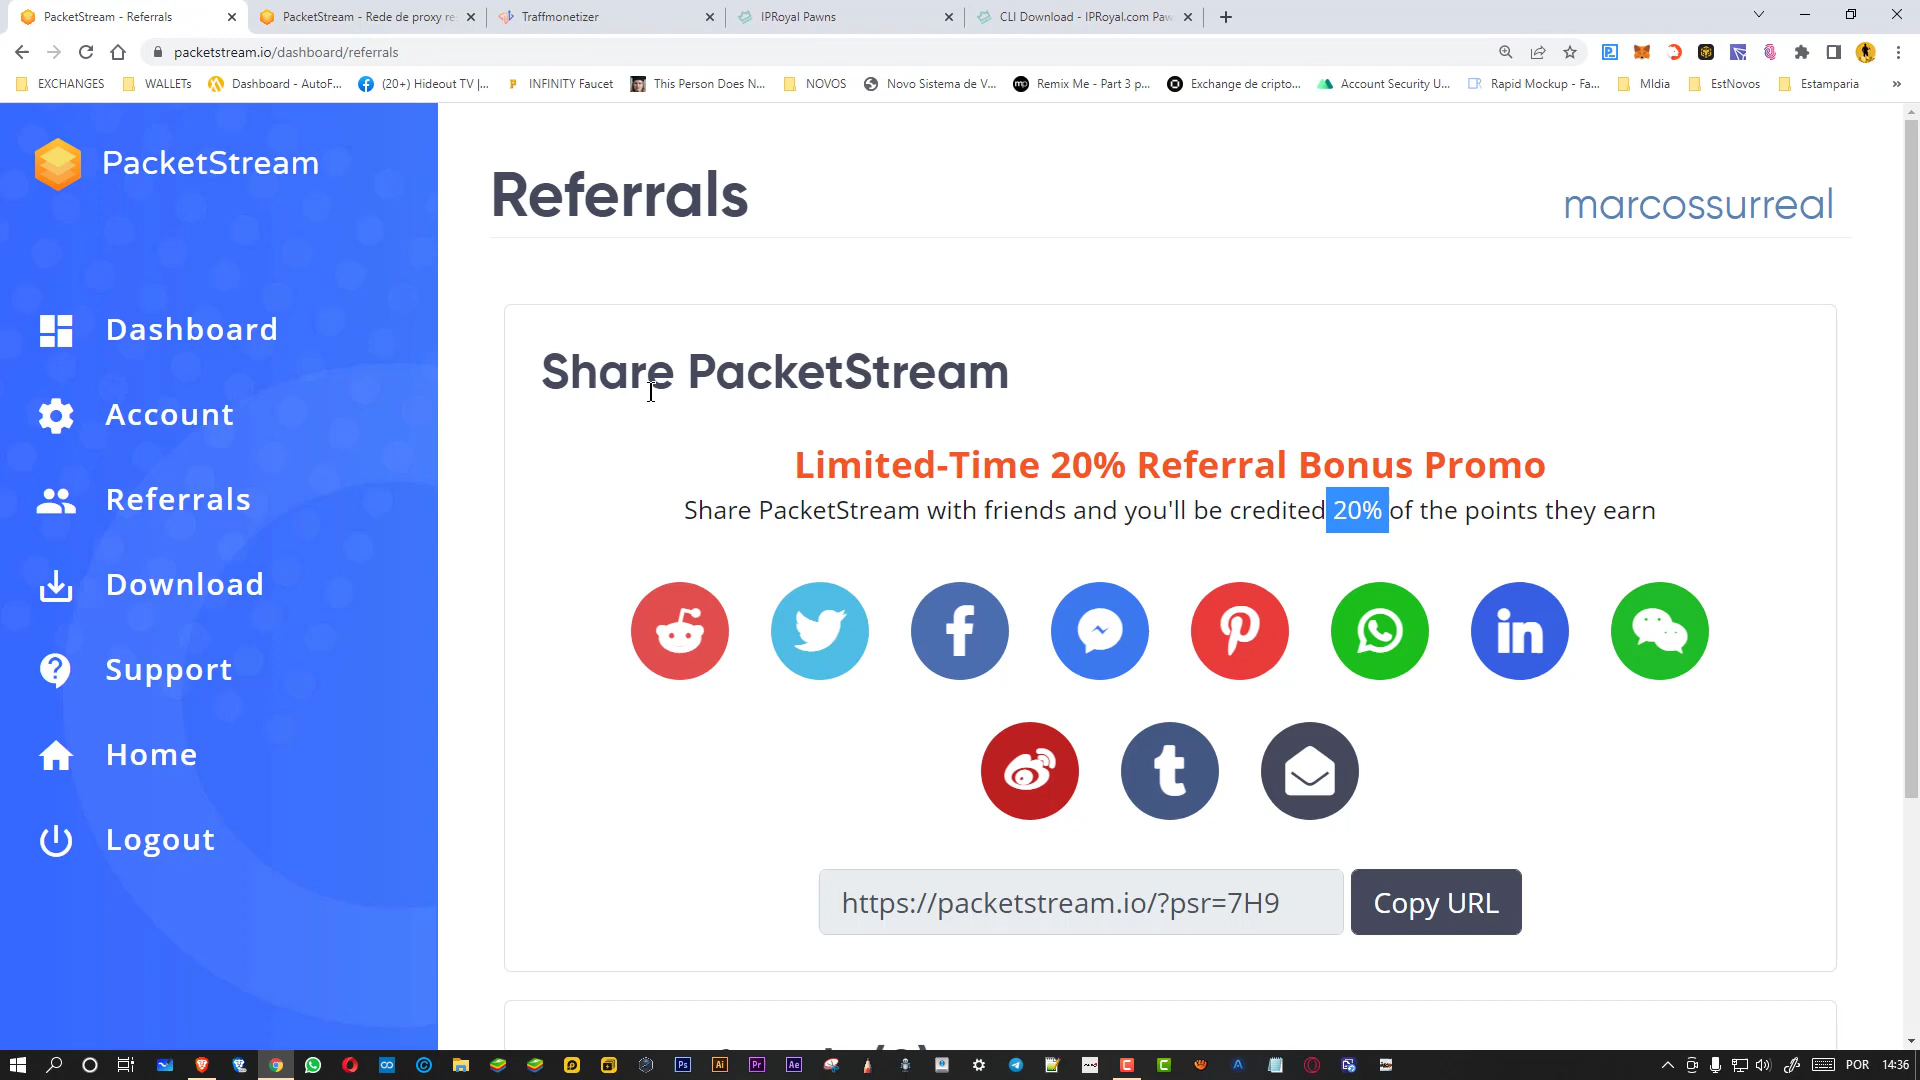 PacketStream - Referrals
PacketStream - Rede de proxy re
Traffmonetizer
IPRoyal Pawns
CLI Download - IPRoyal.com Paw
packetstream.io/dashboard/referrals
EXCHANGES
WALLETs
Dashboard - AutoF...
(20+) Hideout TV |...
INFINITY Faucet
This Person Does N...
NOVOS
Novo Sistema de V...
Remix Me - Part 3 p...
Exchange de cripto...
Account Security U...
Rapid Mockup - Fa...
MIdia
EstNovos
Estamparia
PacketStream
Dashboard
Account
Referrals
Download
Support
Home
Logout
Referrals
marcossurreal
Share PacketStream
Limited-Time 20% Referral Bonus Promo
Share PacketStream with friends and you'll be credited 20% of the points they earn
https://packetstream.io/?psr=7H9
Copy URL
POR
14:36